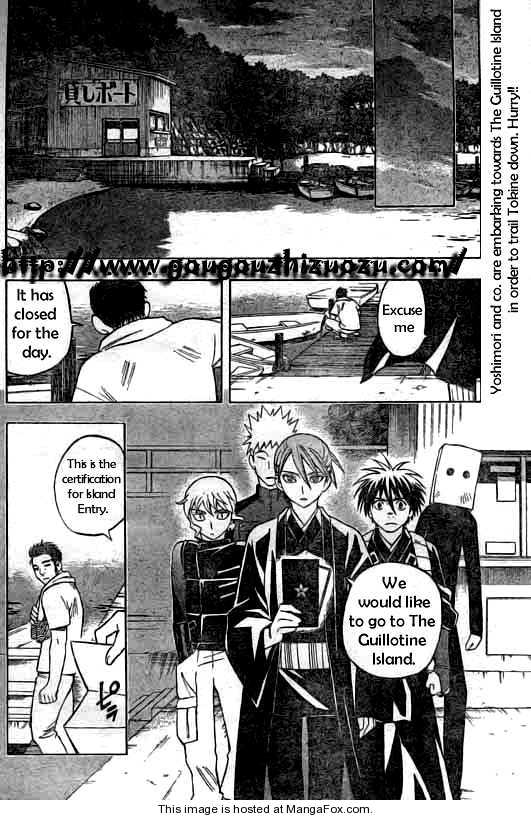 Yoshimori and co. are embarking towards The Guillotine Island
in order to trail Tokine down. Hurry!!
貸しボート
http://www.gougouzhizuozu.com/
Excuse
me
It has
closed
for the
day.
We
would like
to go to The
Guillotine
Island.
This is the
certification
for Island
Entry.
This image is hosted at MangaFox.com.